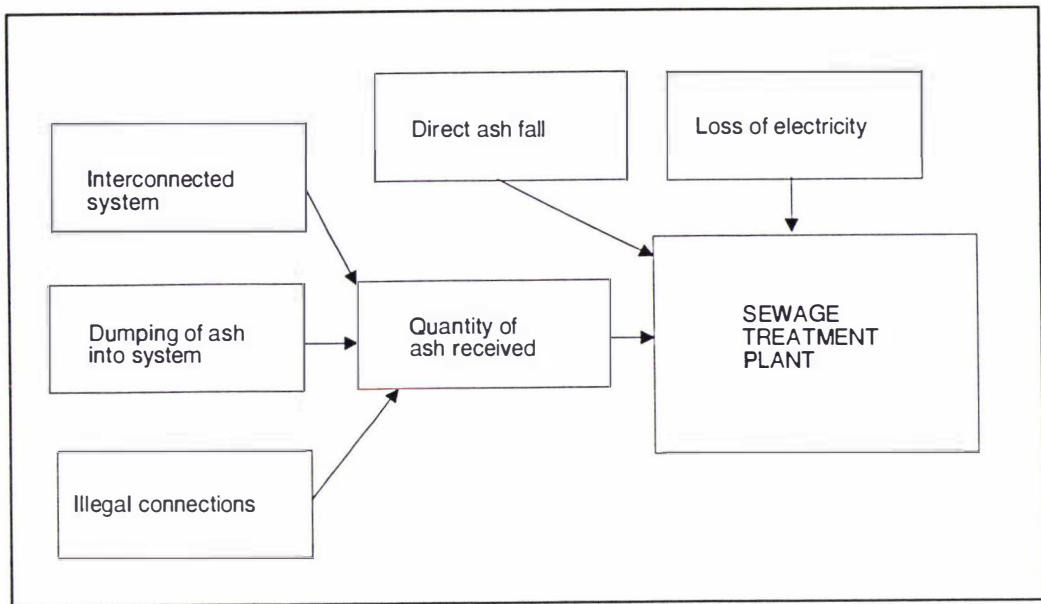 Direct ash fall
Loss of electricity
Interconnected
system
Dumping of ash
into system
Quantity of
ash received
SEWAGE
TREATMENT
PLANT
Illegal connections